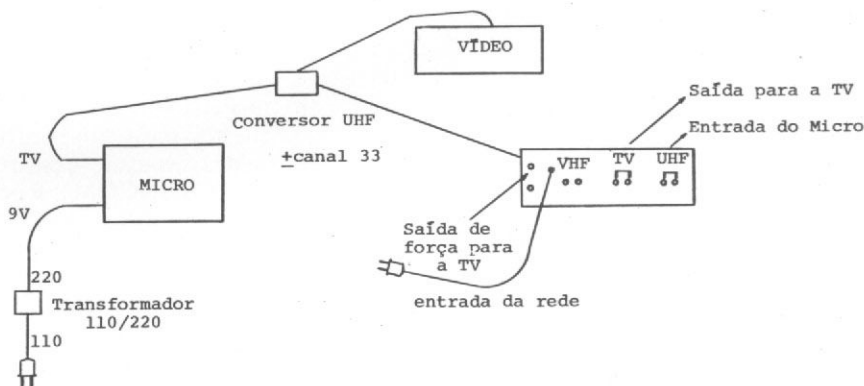 VÍDEO
Saída para a TV
Conversor UHF
Entrada do Micro
±canal 33
TV
MICRO
VHF
TV
UHF
9V
Saída de
força para
a TV
entrada da rede
220
Transformador
110/220
110